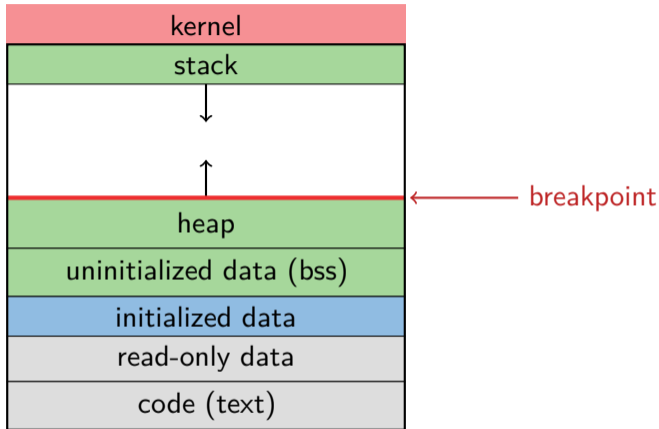 kernel
stack
breakpoint
heap
uninitialized data (bss)
initialized data
read-only data
code (text)